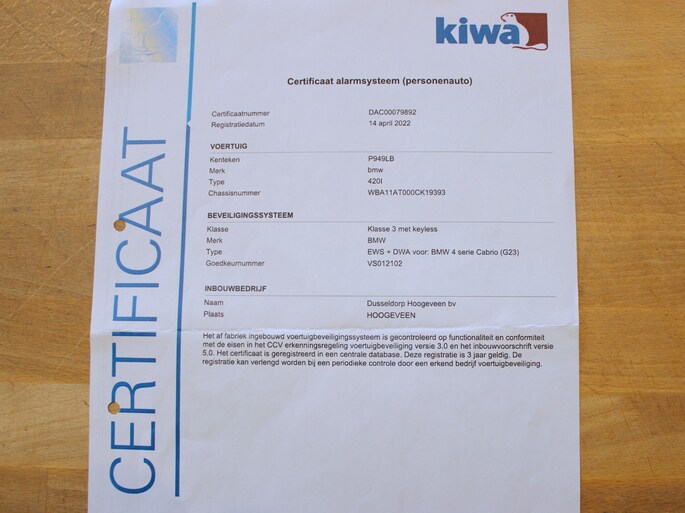 kiwa
CERTIFICAAT
Certificaat alarmsysteem (personenauto)
Certificaatnummer DAC00079892
Registratiedatum 14 april 2022
VOERTUIG
Kenteken P949LB
Merk bmw
Type 420I
Chassisnummer WBA11AT000CK19393
BEVEILIGINGSSYSTEEM
Klasse Klasse 3 met keyless
Merk BMW
Type EWS + DWA voor: BMW 4 serie Cabrio (G23)
Goedkeurnummer VS012102
INBOUWBEDRIJF
Naam Dusseldorp Hoogeveen bv
Plaats HOOGEVEEN
Het af fabriek ingebouwd voertuigbeveiligingssysteem is gecontroleerd op functionaliteit en conformiteit
met de eisen in het CCV erkenningsregeling voertuigbeveiliging versie 3.0 en het inbouwvoorschrift versie
5.0. Het certificaat is geregistreerd in een centrale database. Deze registratie is 3 jaar geldig. De
registratie kan verlengd worden bij een periodieke controle door een erkend bedrijf voertuigbeveiliging.